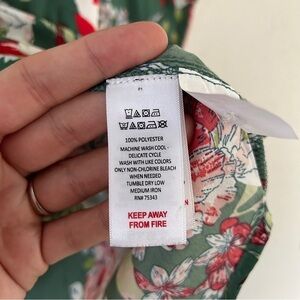 100% POLYESTER
MACHINE WASH COOL -
DELICATE CYCLE
WASH WITH LIKE COLORS
ONLY NON-CHLORINE BLEACH
WHEN NEEDED
TUMBLE DRY LOW
MEDIUM IRON
RN# 75343
KEEP AWAY
FROM FIRE